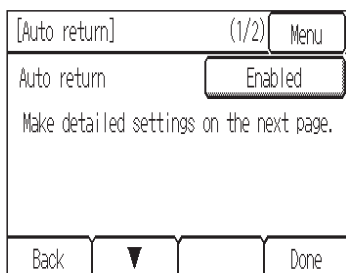 [Auto return] (1/2) Menu
Auto return Enabled
Make detailed settings on the next page.
Back ▼ Done